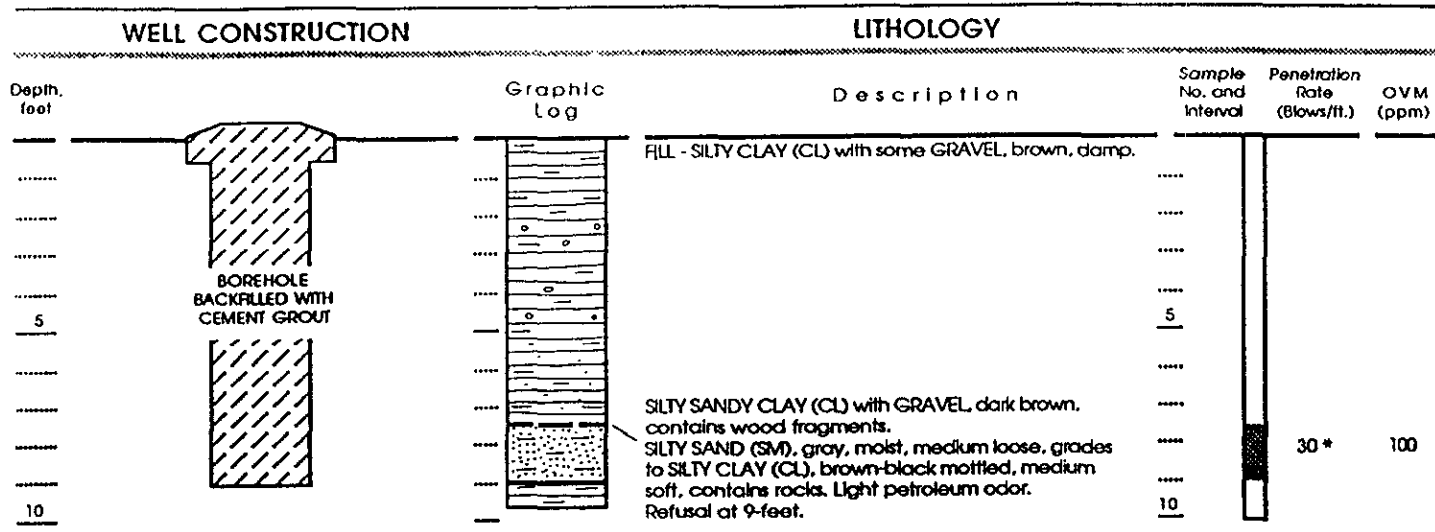 WELL CONSTRUCTION
LITHOLOGY
Depth, feet
Graphic Log
Description
Sample No. and Interval
Penetration Rate (Blows/ft.)
OVM (ppm)
FILL - SILTY CLAY (CL) with some GRAVEL, brown, damp.
BOREHOLE
BACKFILLED WITH
CEMENT GROUT
5
5
SILTY SANDY CLAY (CL) with GRAVEL, dark brown,
contains wood fragments.
SILTY SAND (SM), gray, moist, medium loose, grades
to SILTY CLAY (CL), brown-black mottled, medium
soft, contains rocks. Light petroleum odor.
Refusal at 9-feet.
30 *
100
10
10